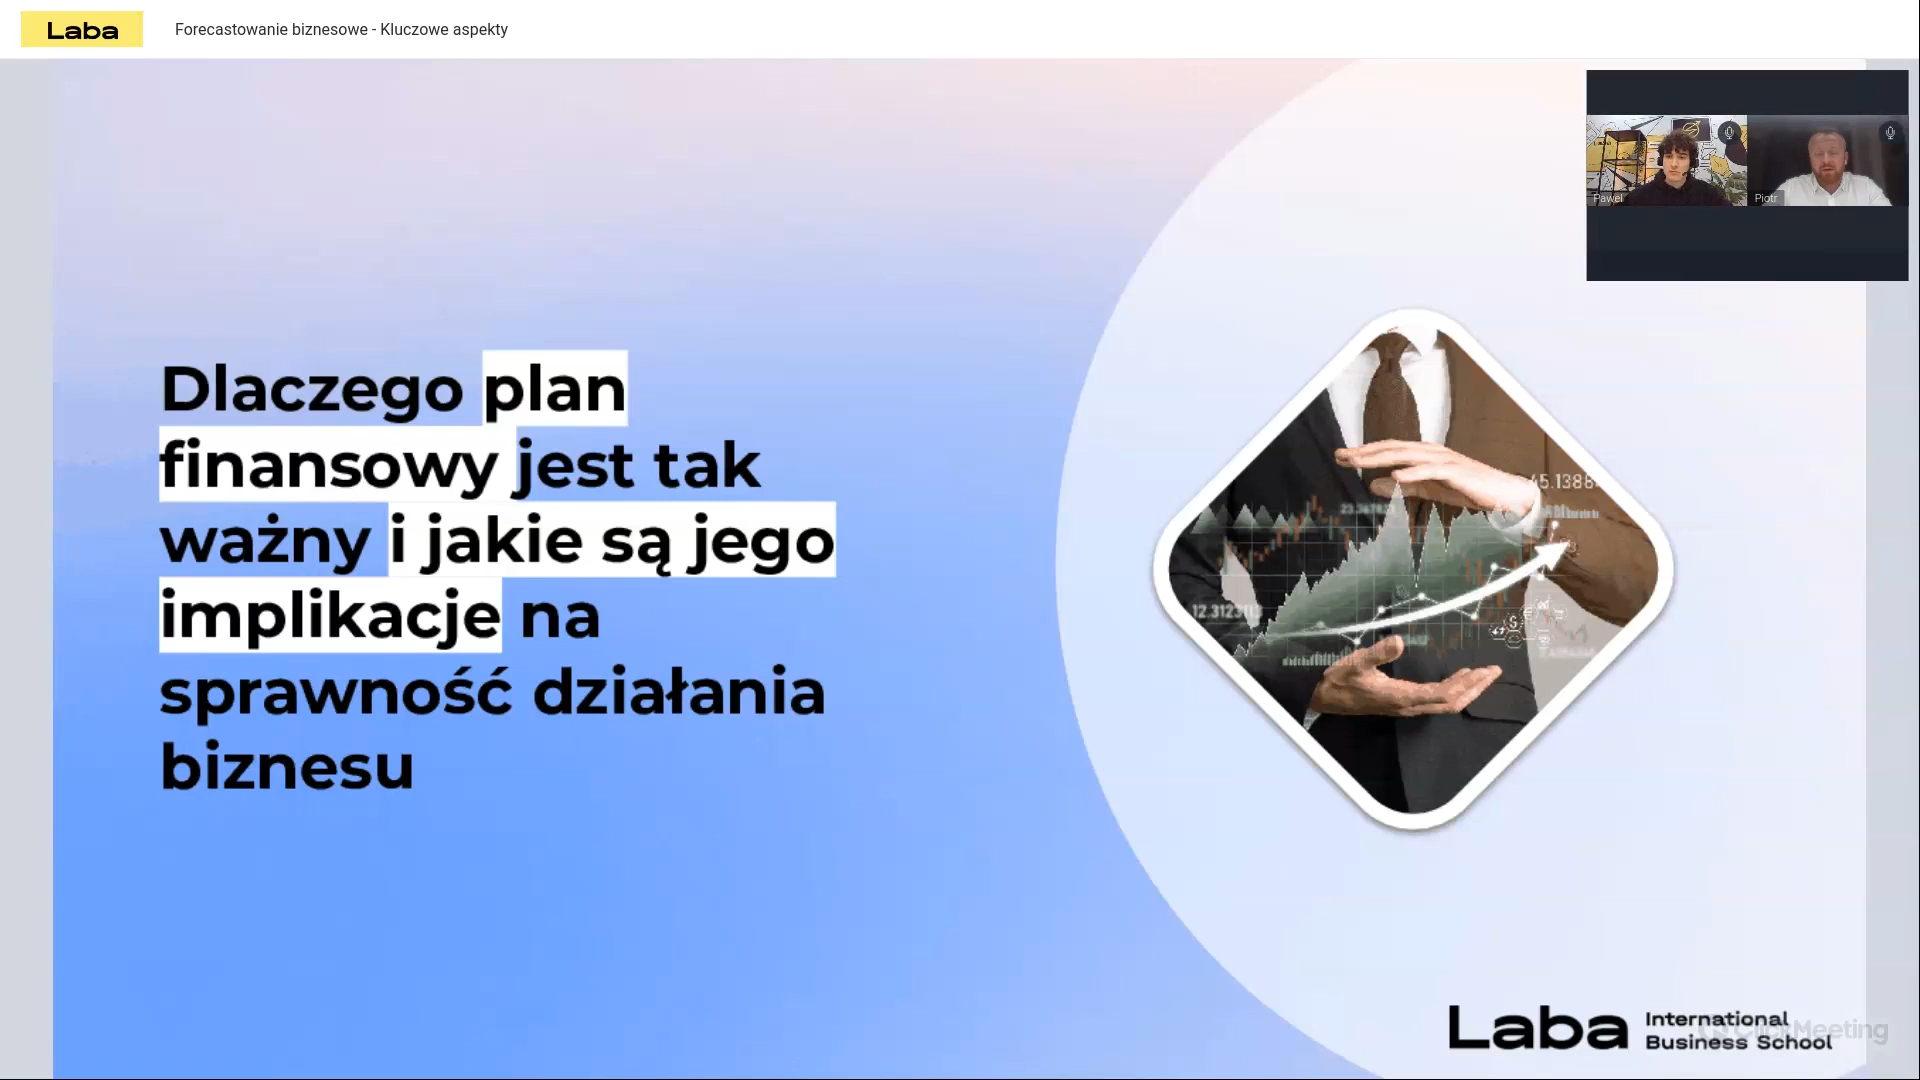 Laba
Forecastowanie biznesowe - Kluczowe aspekty
Paweł
Piotr
Dlaczego plan
finansowy jest tak
ważny i jakie są jego
implikacje na
sprawność działania
biznesu
Laba
International
Business School
ClickMeeting